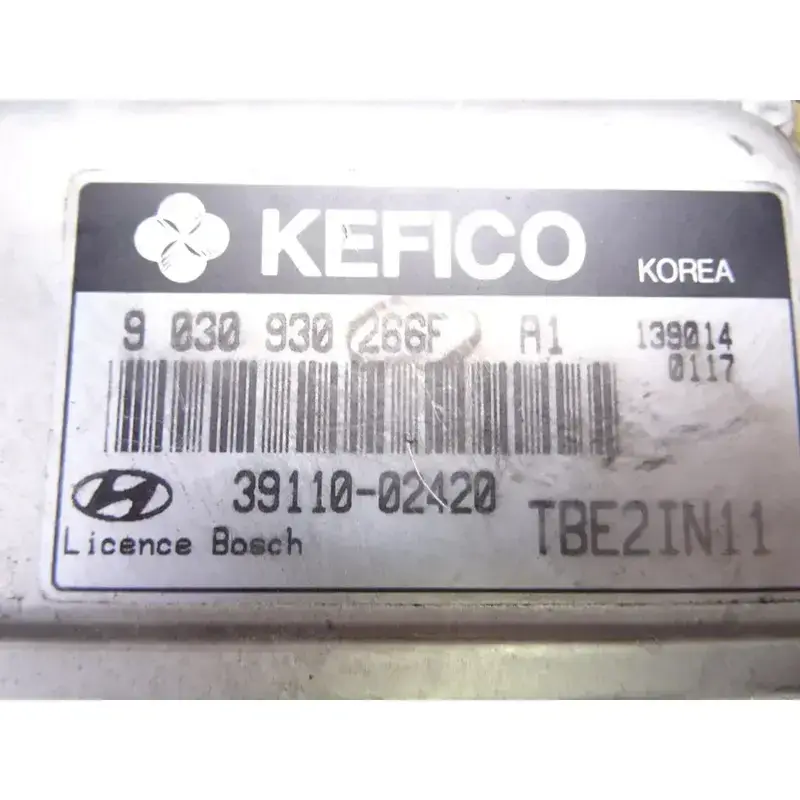 KEFICO KOREA
9 030 930 266F A1 139014
0117
39110-02420
Licence Bosch TBE2IN11